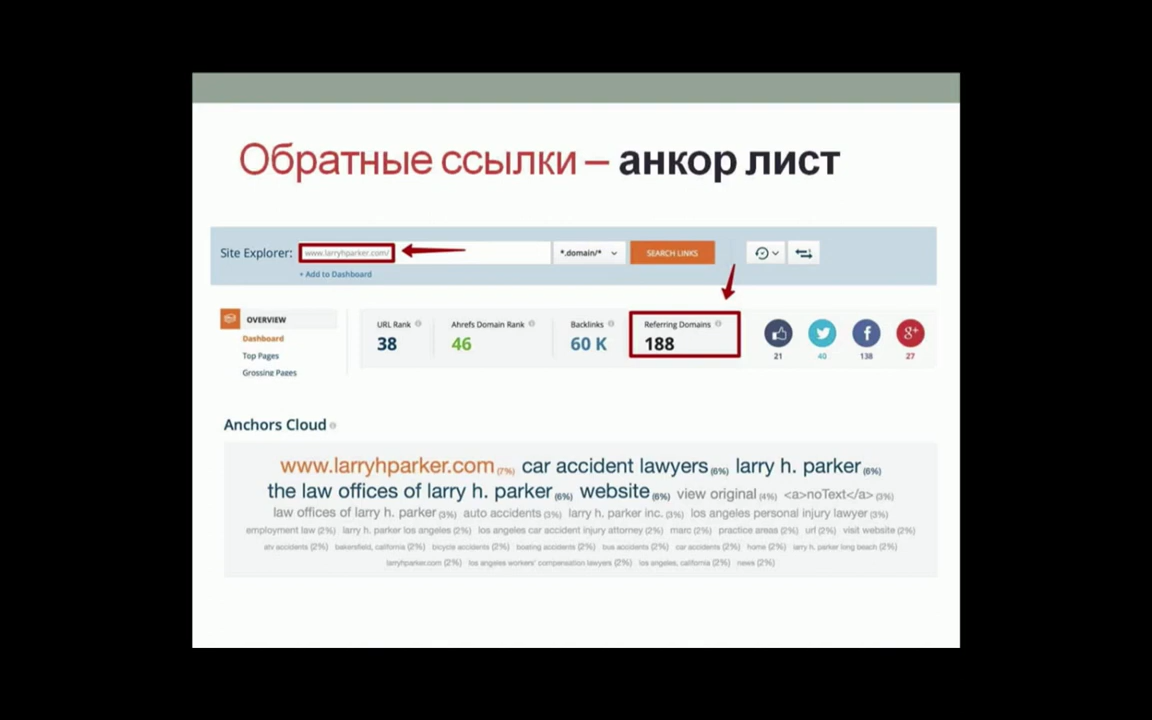 Обратные ссылки – анкор лист
Site Explorer: www.larryhparker.com/ *.domain/* SEARCH LINKS
+ Add to Dashboard
OVERVIEW
Dashboard
Top Pages
Grossing Pages
URL Rank Ahrefs Domain Rank Backlinks Referring Domains
38 46 60 K 188
21 40 138 27
Anchors Cloud
www.larryhparker.com (7%) car accident lawyers (6%) larry h. parker (6%)
the law offices of larry h. parker (6%) website (6%) view original (4%) <a>noText</a> (3%)
law offices of larry h. parker (3%) auto accidents (3%) larry h. parker inc. (3%) los angeles personal injury lawyer (3%)
employment law (2%) larry h. parker los angeles (2%) los angeles car accident injury attorney (2%) marc (2%) practice areas (2%) url (2%) visit website (2%)
atv accidents (2%) bakersfield, california (2%) bicycle accidents (2%) boating accidents (2%) bus accidents (2%) car accidents (2%) home (2%) larry h. parker long beach (2%)
larryhparker.com (2%) los angeles workers' compensation lawyers (2%) los angeles, california (2%) news (2%)